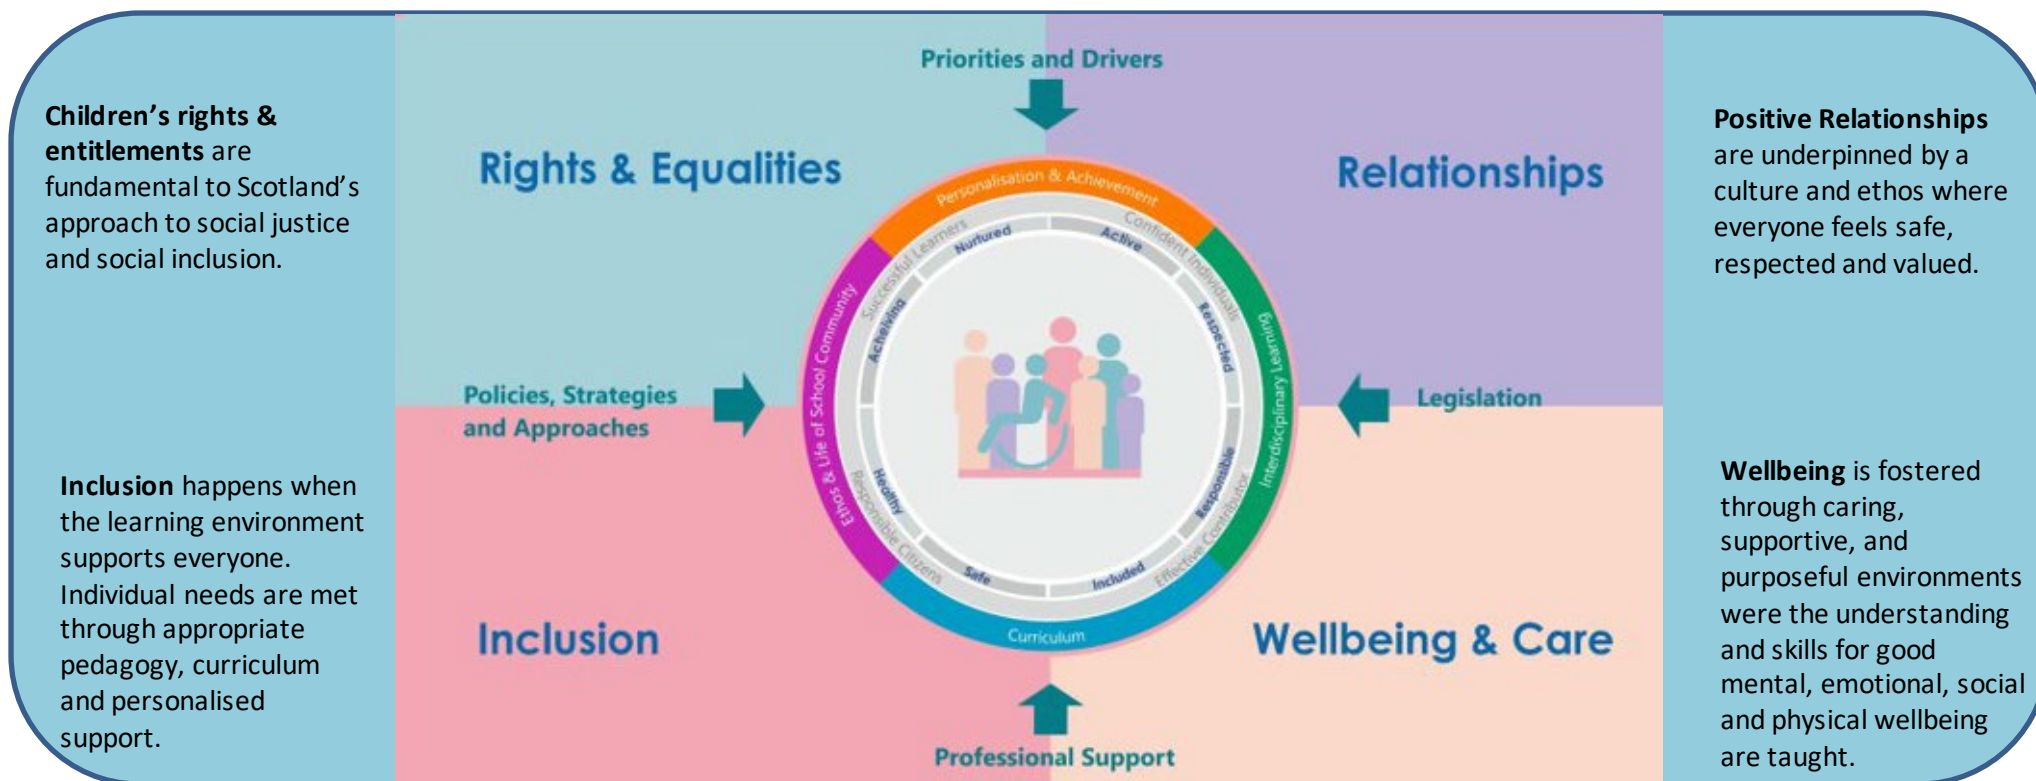 Children’s rights &
entitlements are
fundamental to Scotland’s
approach to social justice
and social inclusion.
Inclusion happens when
the learning environment
supports everyone.
Individual needs are met
through appropriate
pedagogy, curriculum
and personalised
support.
Priorities and Drivers
Rights & Equalities
Relationships
Policies, Strategies
and Approaches
Legislation
Inclusion
Wellbeing & Care
Professional Support
Personalisation & Achievement
Interdisciplinary Learning
Curriculum
Ethos & Life of School Community
Successful Learners
Confident Individuals
Effective Contributor
Responsible Citizens
Nurtured
Active
Respected
Responsible
Included
Safe
Healthy
Acheiving
Positive Relationships
are underpinned by a
culture and ethos where
everyone feels safe,
respected and valued.
Wellbeing is fostered
through caring,
supportive, and
purposeful environments
were the understanding
and skills for good
mental, emotional, social
and physical wellbeing
are taught.